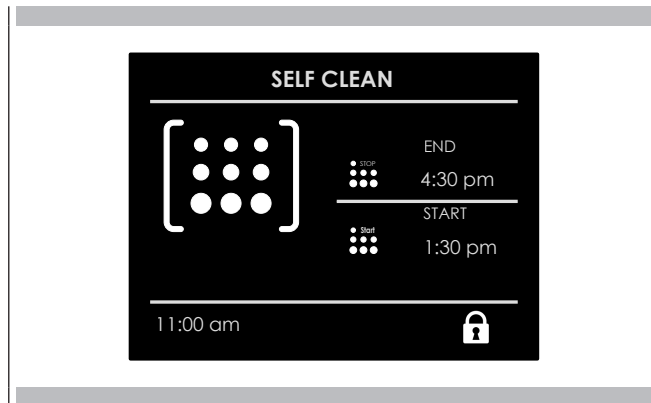 SELF CLEAN
STOP
END
4:30 pm
Start
START
1:30 pm
11:00 am